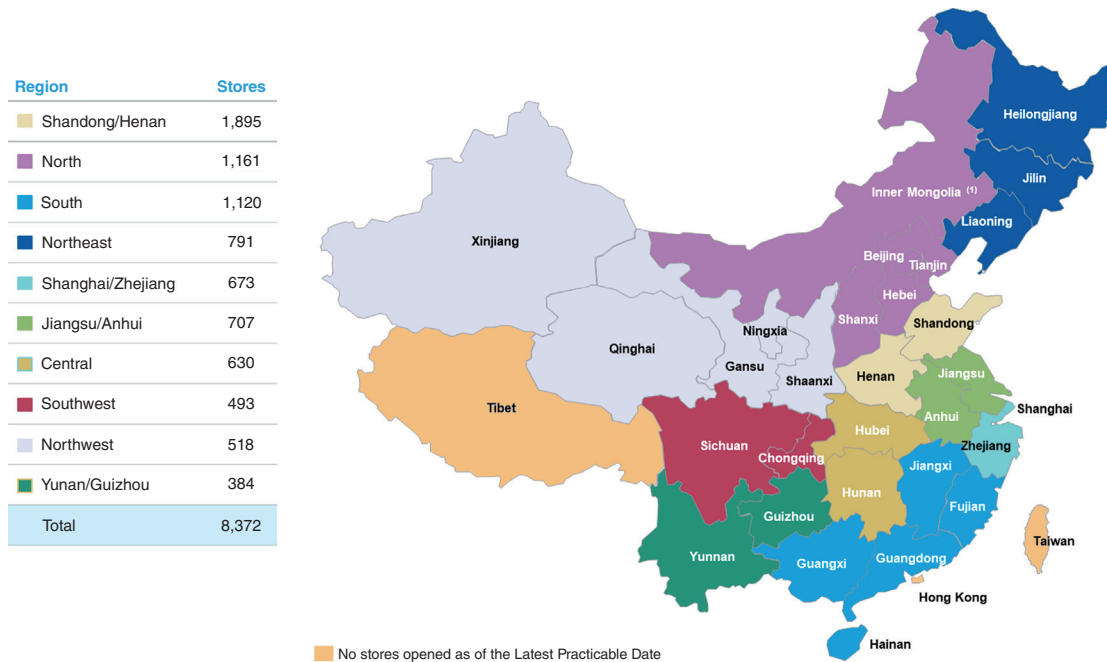 Region Stores
Shandong/Henan 1,895
North 1,161
South 1,120
Northeast 791
Shanghai/Zhejiang 673
Jiangsu/Anhui 707
Central 630
Southwest 493
Northwest 518
Yunan/Guizhou 384
Total 8,372
Heilongjiang
Jilin
Inner Mongolia (1)
Liaoning
Xinjiang
Beijing
Tianjin
Hebei
Shanxi
Shandong
Ningxia
Qinghai
Gansu
Shaanxi
Henan
Jiangsu
Tibet
Anhui
Shanghai
Hubei
Zhejiang
Sichuan
Chongqing
Jiangxi
Hunan
Fujian
Guizhou
Taiwan
Yunnan
Guangxi
Guangdong
Hong Kong
Hainan
No stores opened as of the Latest Practicable Date